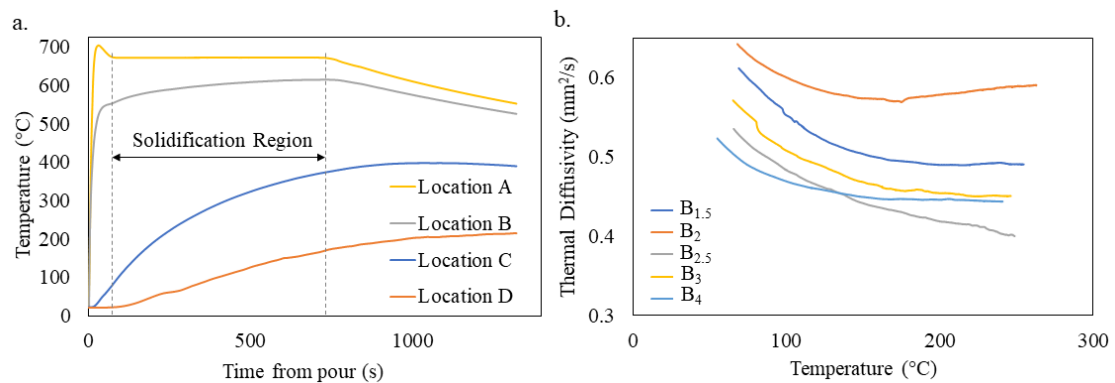 a.
Temperature (°C)
700
600
500
400
300
200
100
0
0
500
1000
Time from pour (s)
Solidification Region
Location A
Location B
Location C
Location D
b.
Thermal Diffusivity (mm²/s)
0.6
0.5
0.4
0.3
0
100
200
300
Temperature (°C)
B₁.₅
B₂
B₂.₅
B₃
B₄